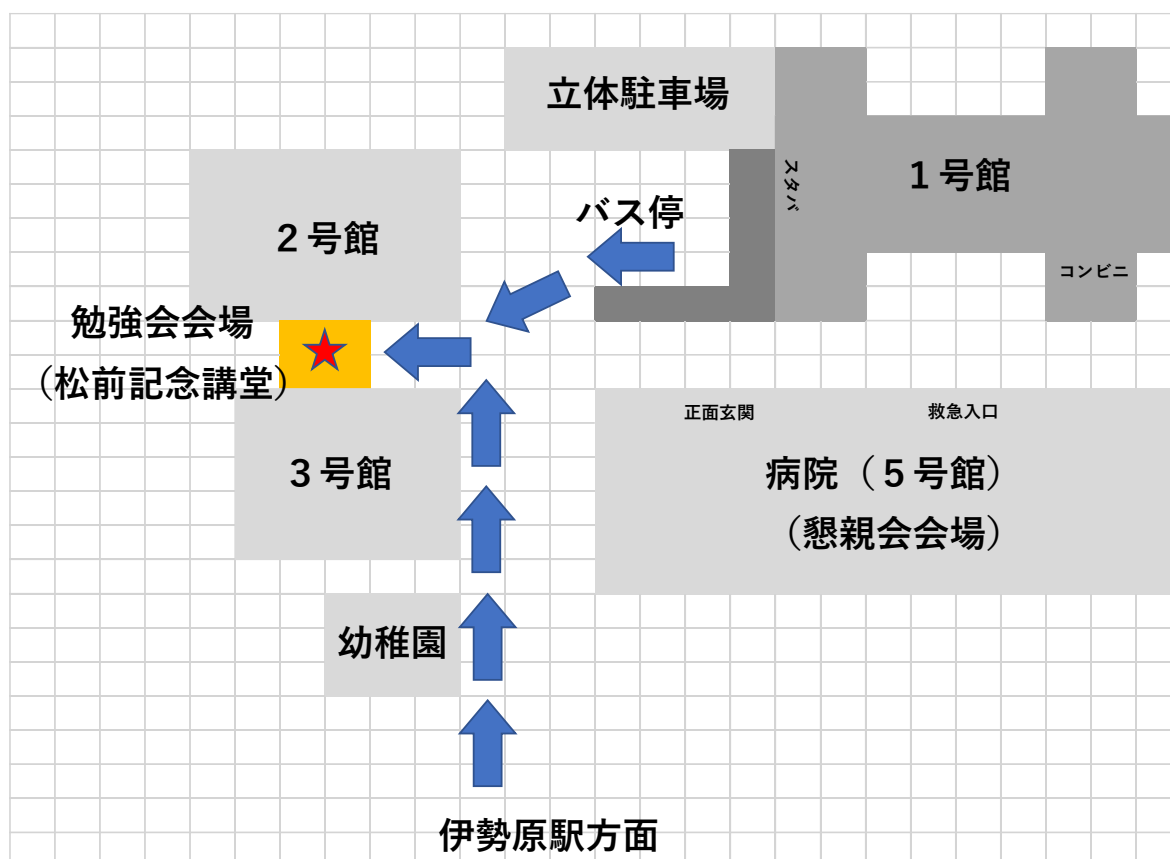 立体駐車場
スタバ
１号館
バス停
２号館
コンビニ
勉強会会場
（松前記念講堂）
正面玄関
救急入口
３号館
病院（５号館）
（懇親会会場）
幼稚園
伊勢原駅方面